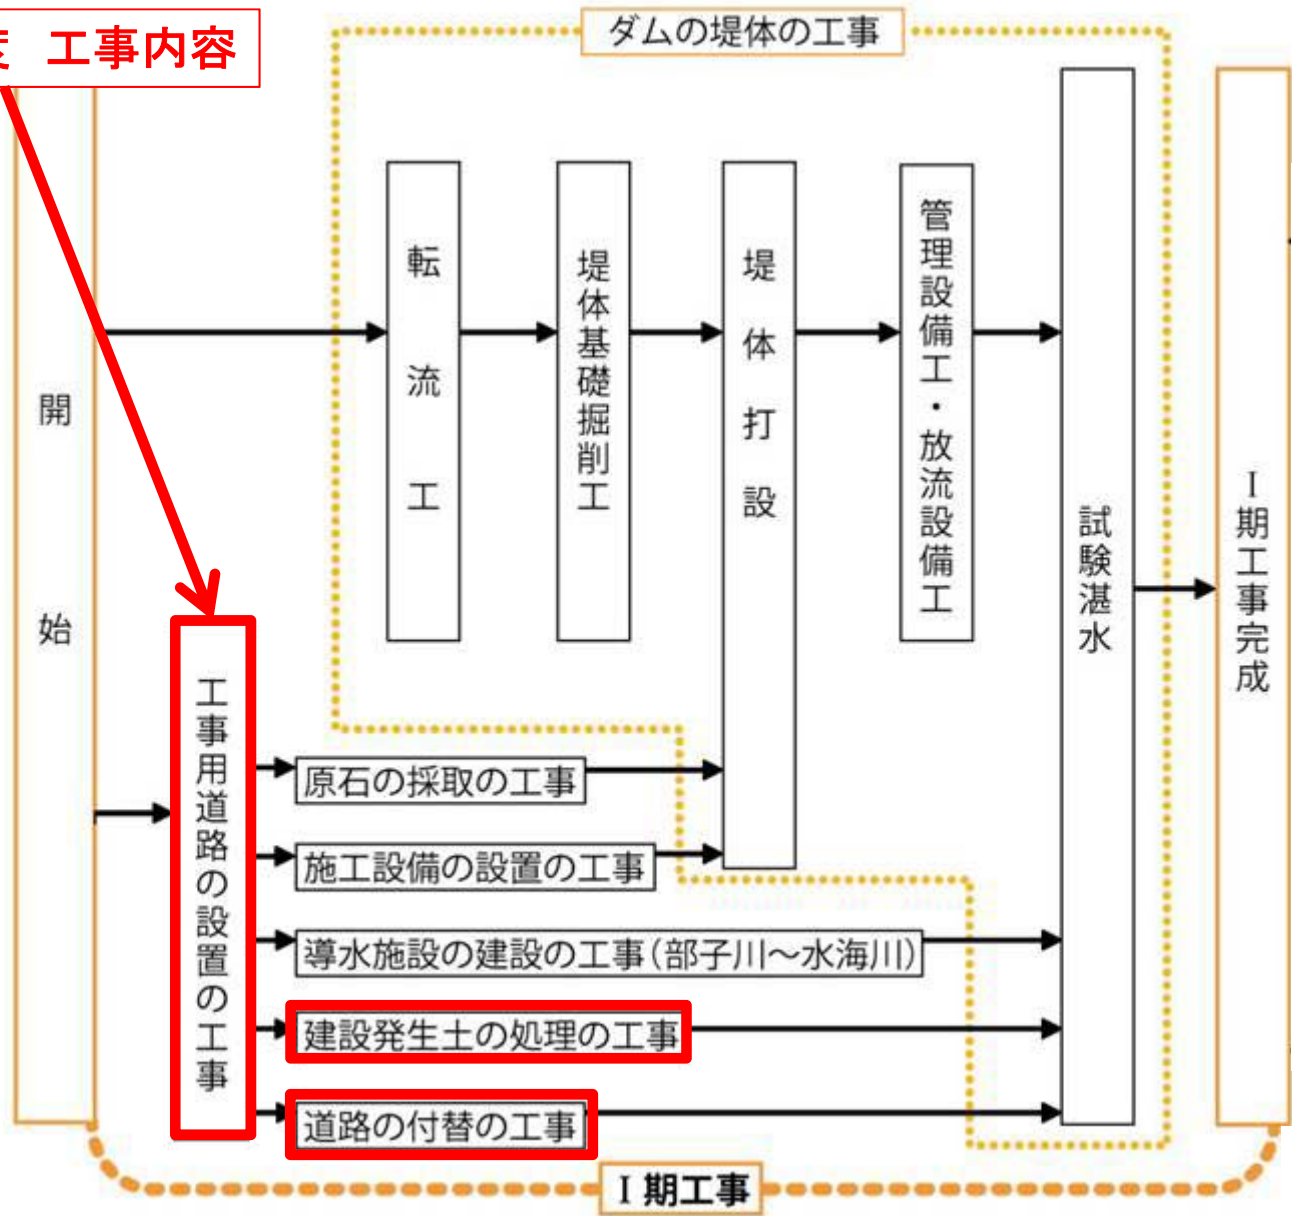 工事内容
ダムの堤体の工事
開始
転流工
堤体基礎掘削工
堤体打設
管理設備工・放流設備工
試験湛水
Ⅰ期工事完成
工事用道路の設置の工事
原石の採取の工事
施工設備の設置の工事
導水施設の建設の工事(部子川～水海川)
建設発生土の処理の工事
道路の付替の工事
Ⅰ期工事